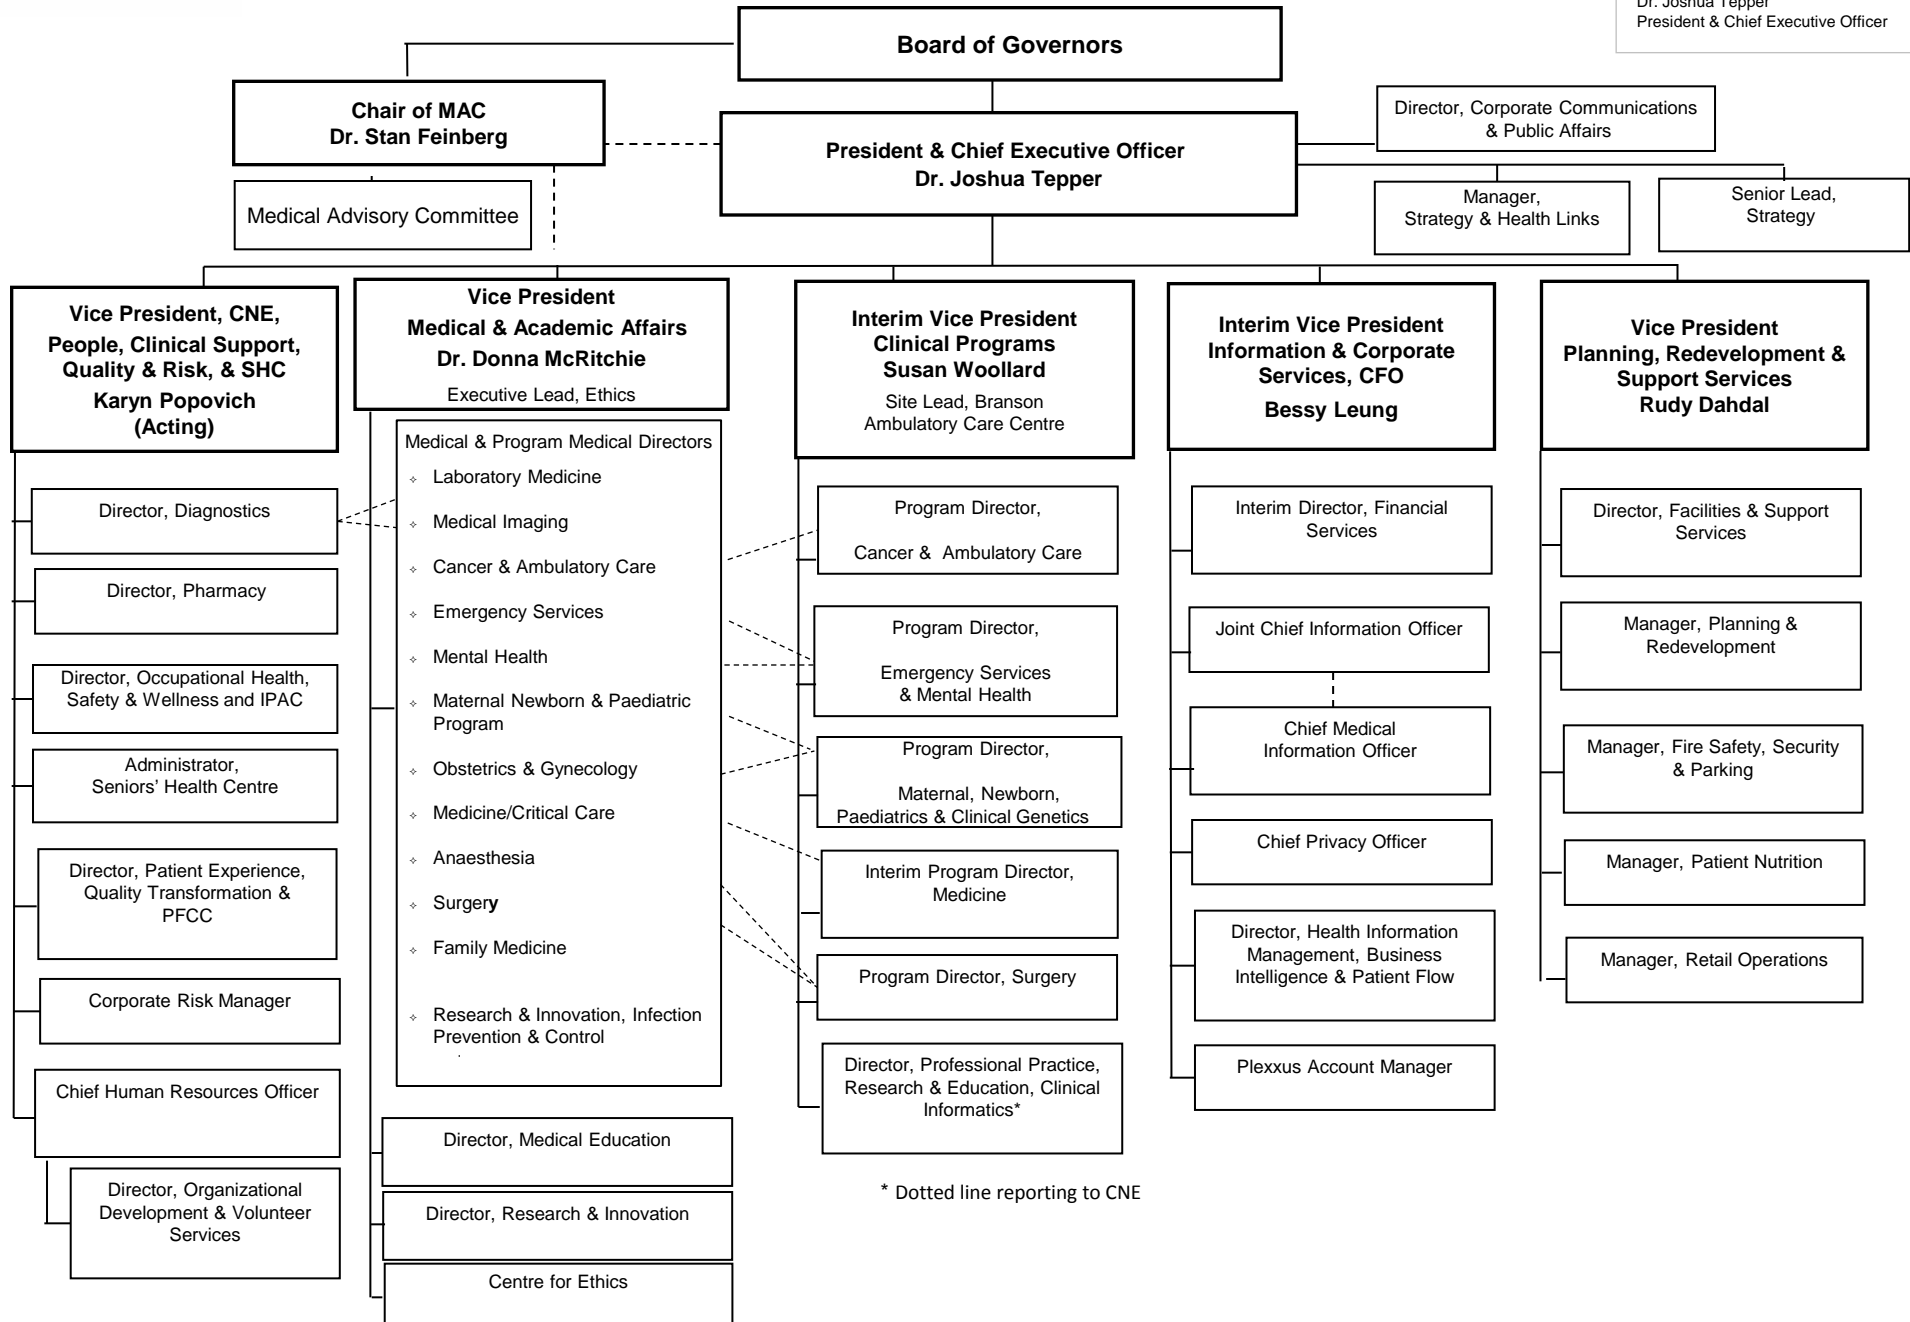 Dr. Joshua Tepper
President & Chief Executive Officer
Board of Governors
Chair of MAC
Dr. Stan Feinberg
Medical Advisory Committee
President & Chief Executive Officer
Dr. Joshua Tepper
Director, Corporate Communications
& Public Affairs
Manager,
Strategy & Health Links
Senior Lead,
Strategy
Vice President, CNE,
People, Clinical Support,
Quality & Risk, & SHC
Karyn Popovich
(Acting)
Director, Diagnostics
Director, Pharmacy
Director, Occupational Health,
Safety & Wellness and IPAC
Administrator,
Seniors’ Health Centre
Director, Patient Experience,
Quality Transformation &
PFCC
Corporate Risk Manager
Chief Human Resources Officer
Director, Organizational
Development & Volunteer
Services
Vice President
Medical & Academic Affairs
Dr. Donna McRitchie
Executive Lead, Ethics
Medical & Program Medical Directors
Laboratory Medicine
Medical Imaging
Cancer & Ambulatory Care
Emergency Services
Mental Health
Maternal Newborn & Paediatric
Program
Obstetrics & Gynecology
Medicine/Critical Care
Anaesthesia
Surgery
Family Medicine
Research & Innovation, Infection
Prevention & Control
Director, Medical Education
Director, Research & Innovation
Centre for Ethics
Interim Vice President
Clinical Programs
Susan Woollard
Site Lead, Branson
Ambulatory Care Centre
Program Director,
Cancer & Ambulatory Care
Program Director,
Emergency Services
& Mental Health
Program Director,
Maternal, Newborn,
Paediatrics & Clinical Genetics
Interim Program Director,
Medicine
Program Director, Surgery
Director, Professional Practice,
Research & Education, Clinical
Informatics*
* Dotted line reporting to CNE
Interim Vice President
Information & Corporate
Services, CFO
Bessy Leung
Interim Director, Financial
Services
Joint Chief Information Officer
Chief Medical
Information Officer
Chief Privacy Officer
Director, Health Information
Management, Business
Intelligence & Patient Flow
Plexxus Account Manager
Vice President
Planning, Redevelopment &
Support Services
Rudy Dahdal
Director, Facilities & Support
Services
Manager, Planning &
Redevelopment
Manager, Fire Safety, Security
& Parking
Manager, Patient Nutrition
Manager, Retail Operations